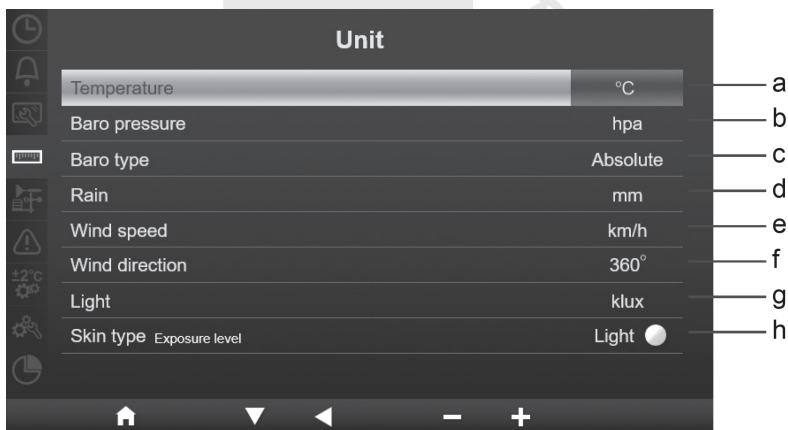 Unit
Temperature °C a
Baro pressure hpa b
Baro type Absolute c
Rain mm d
Wind speed km/h e
Wind direction 360° f
±2°C
Light klux g
Skin type Exposure level Light h